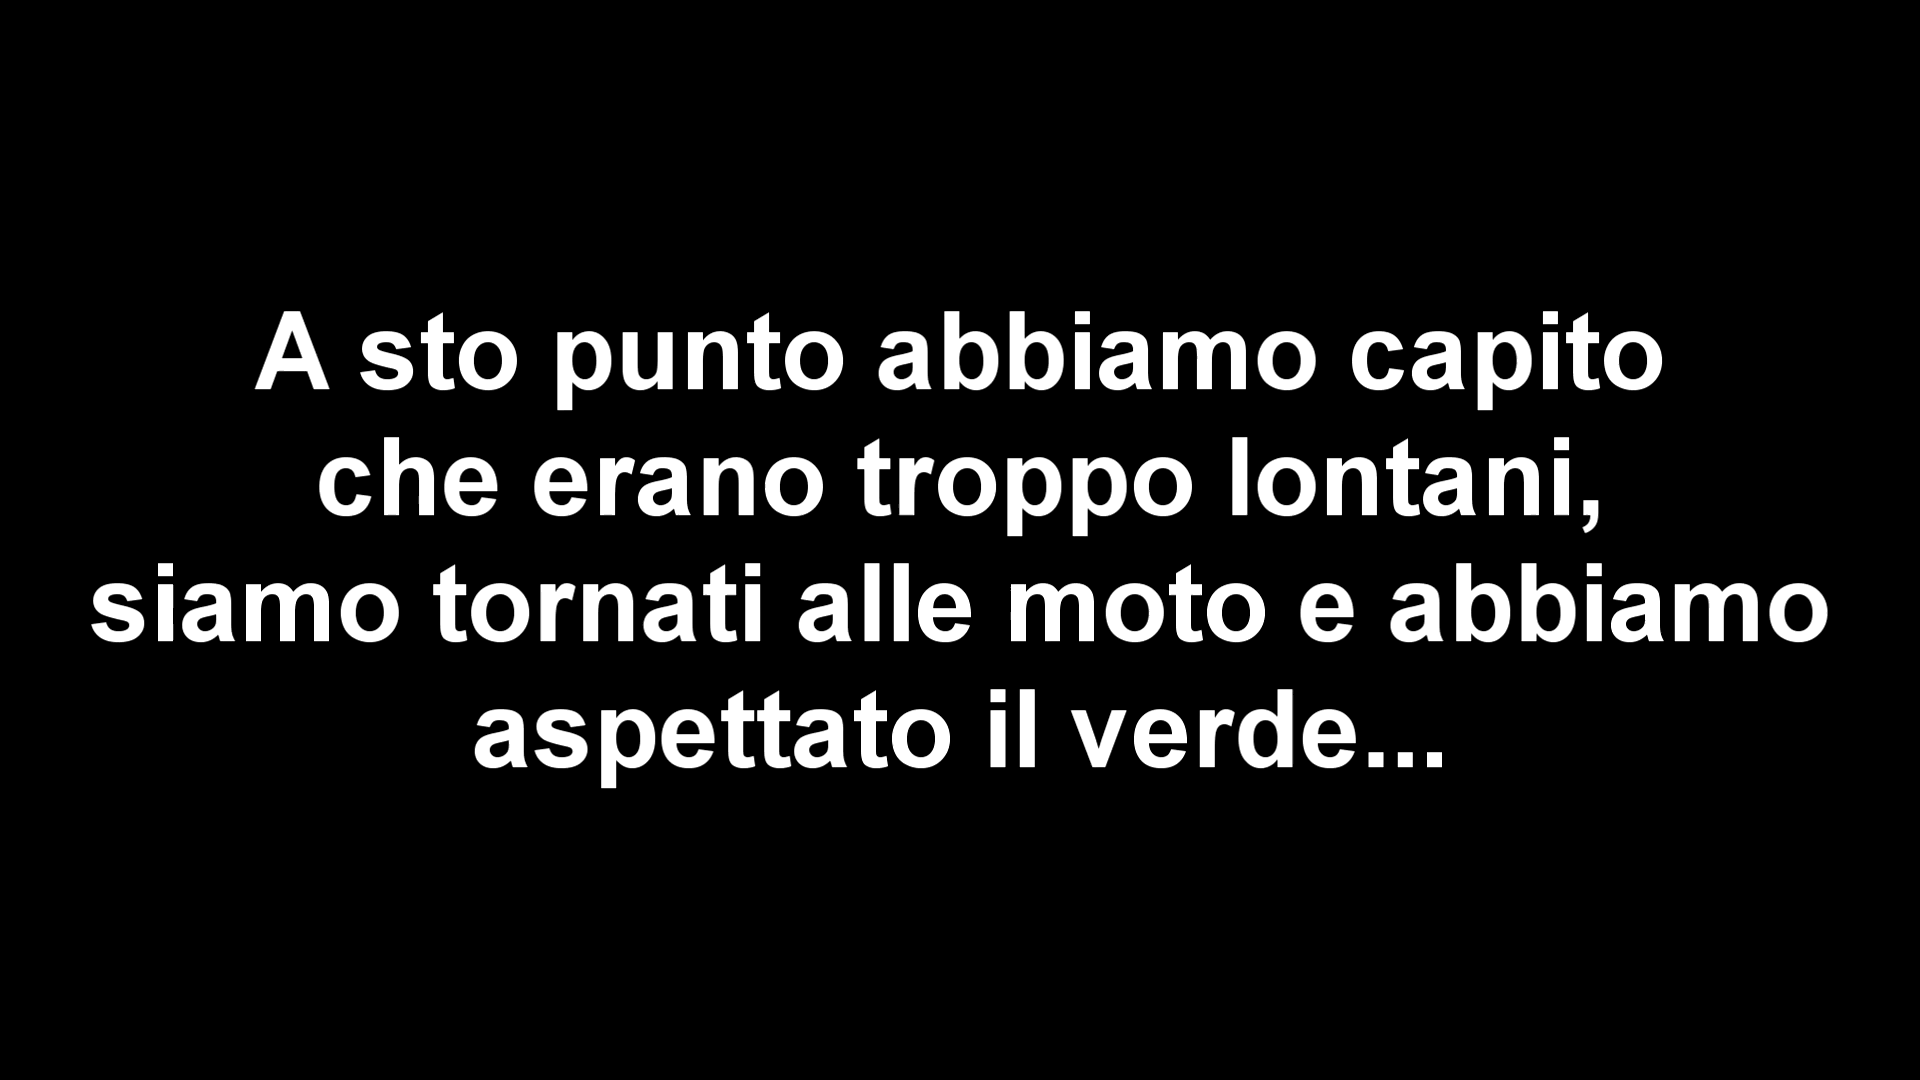 A sto punto abbiamo capito
che erano troppo lontani,
siamo tornati alle moto e abbiamo
aspettato il verde...